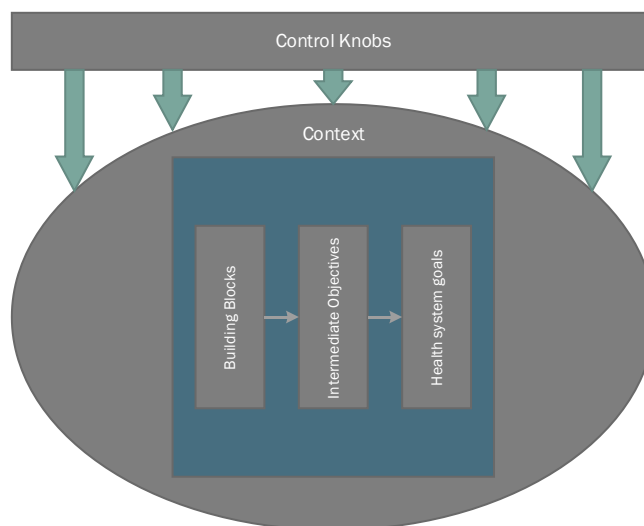 Control Knobs
Context
Building Blocks
Intermediate Objectives
Health system goals